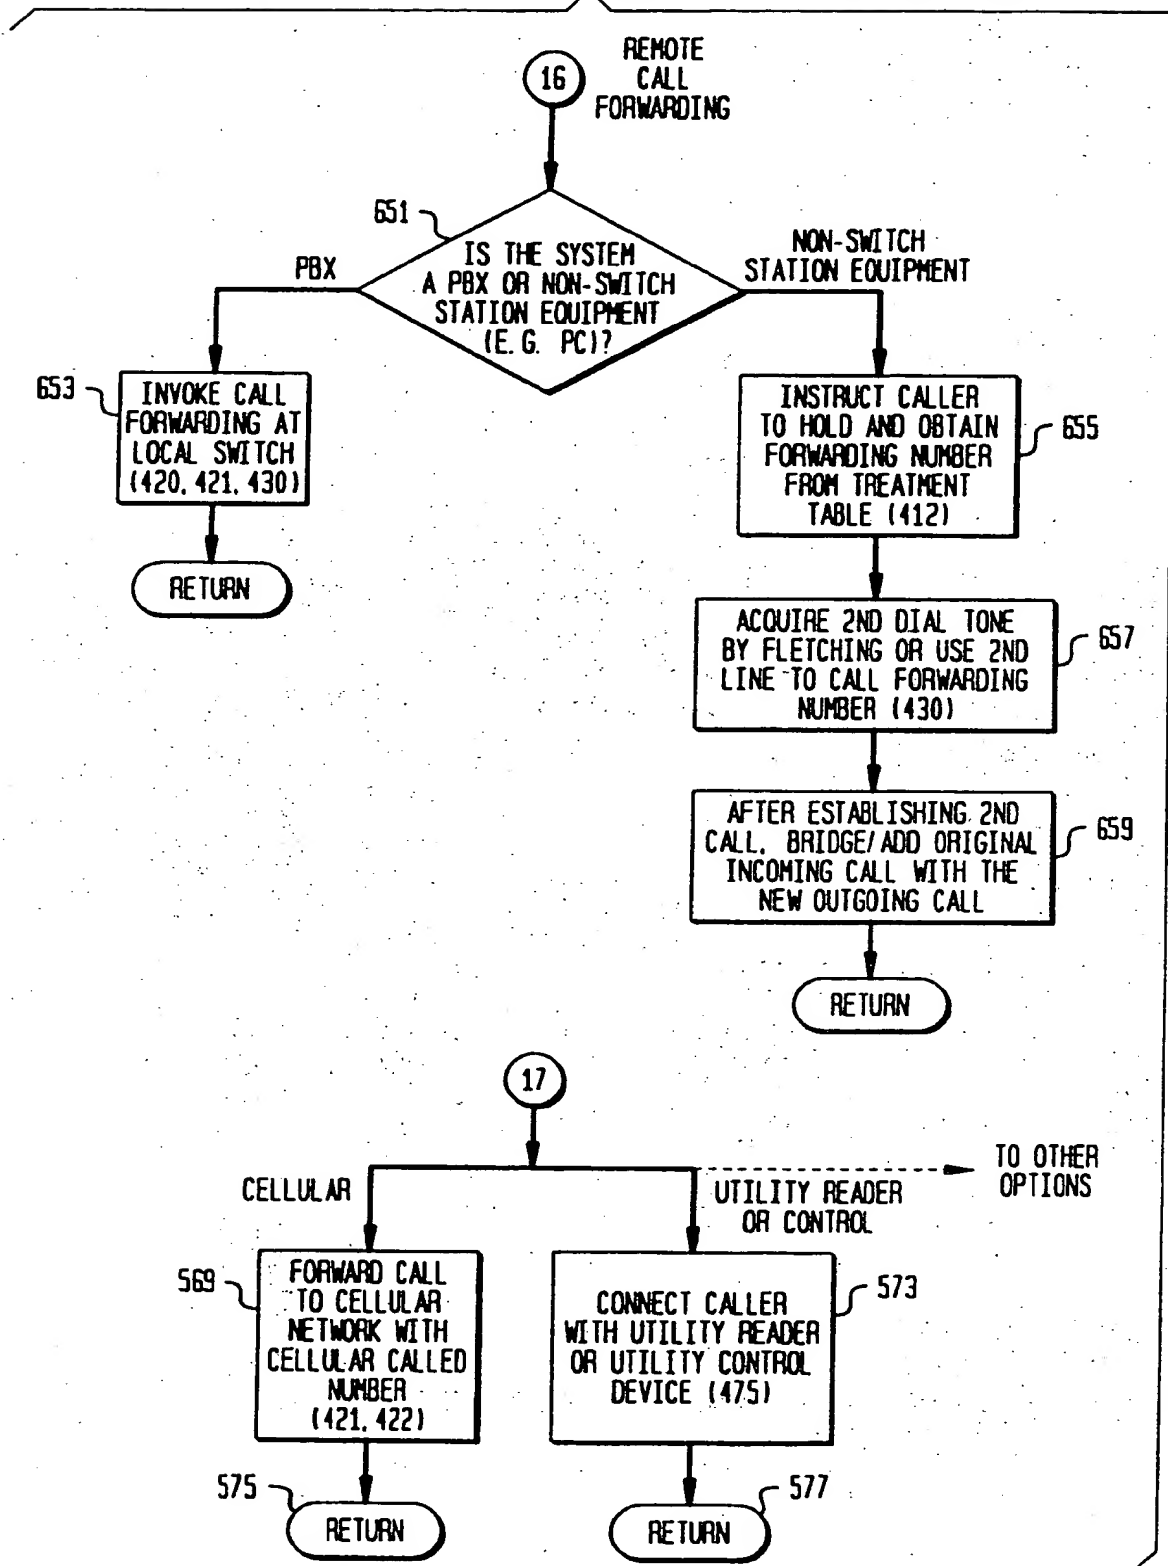 16
REMOTE
CALL
FORWARDING
651
IS THE SYSTEM
A PBX OR NON-SWITCH
STATION EQUIPMENT
(E.G. PC)?
PBX
NON-SWITCH
STATION EQUIPMENT
653
INVOKE CALL
FORWARDING AT
LOCAL SWITCH
(420, 421, 430)
RETURN
INSTRUCT CALLER
TO HOLD AND OBTAIN
FORWARDING NUMBER
FROM TREATMENT
TABLE (412)
655
ACQUIRE 2ND DIAL TONE
BY FLETCHING OR USE 2ND
LINE TO CALL FORWARDING
NUMBER (430)
657
AFTER ESTABLISHING 2ND
CALL, BRIDGE/ADD ORIGINAL
INCOMING CALL WITH THE
NEW OUTGOING CALL
659
RETURN
17
CELLULAR
UTILITY READER
OR CONTROL
TO OTHER
OPTIONS
569
FORWARD CALL
TO CELLULAR
NETWORK WITH
CELLULAR CALLED
NUMBER
(421, 422)
CONNECT CALLER
WITH UTILITY READER
OR UTILITY CONTROL
DEVICE (475)
573
575
RETURN
577
RETURN